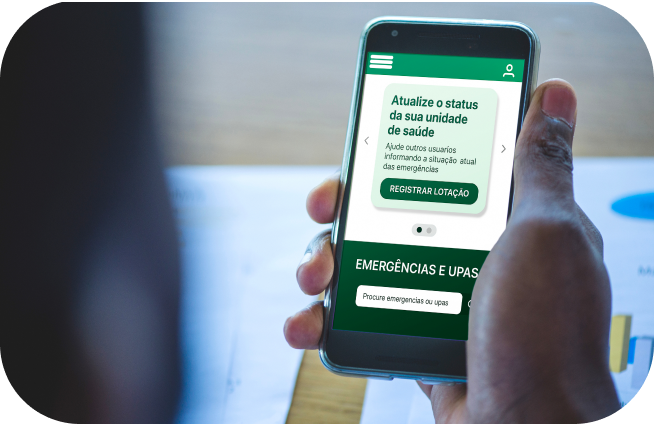 Atualize o status
da sua unidade
de saúde
Ajude outros usuarios
informando a situação atual
das emergências
REGISTRAR LOTAÇÃO
EMERGÊNCIAS E UPAS
Procure emergencias ou upas